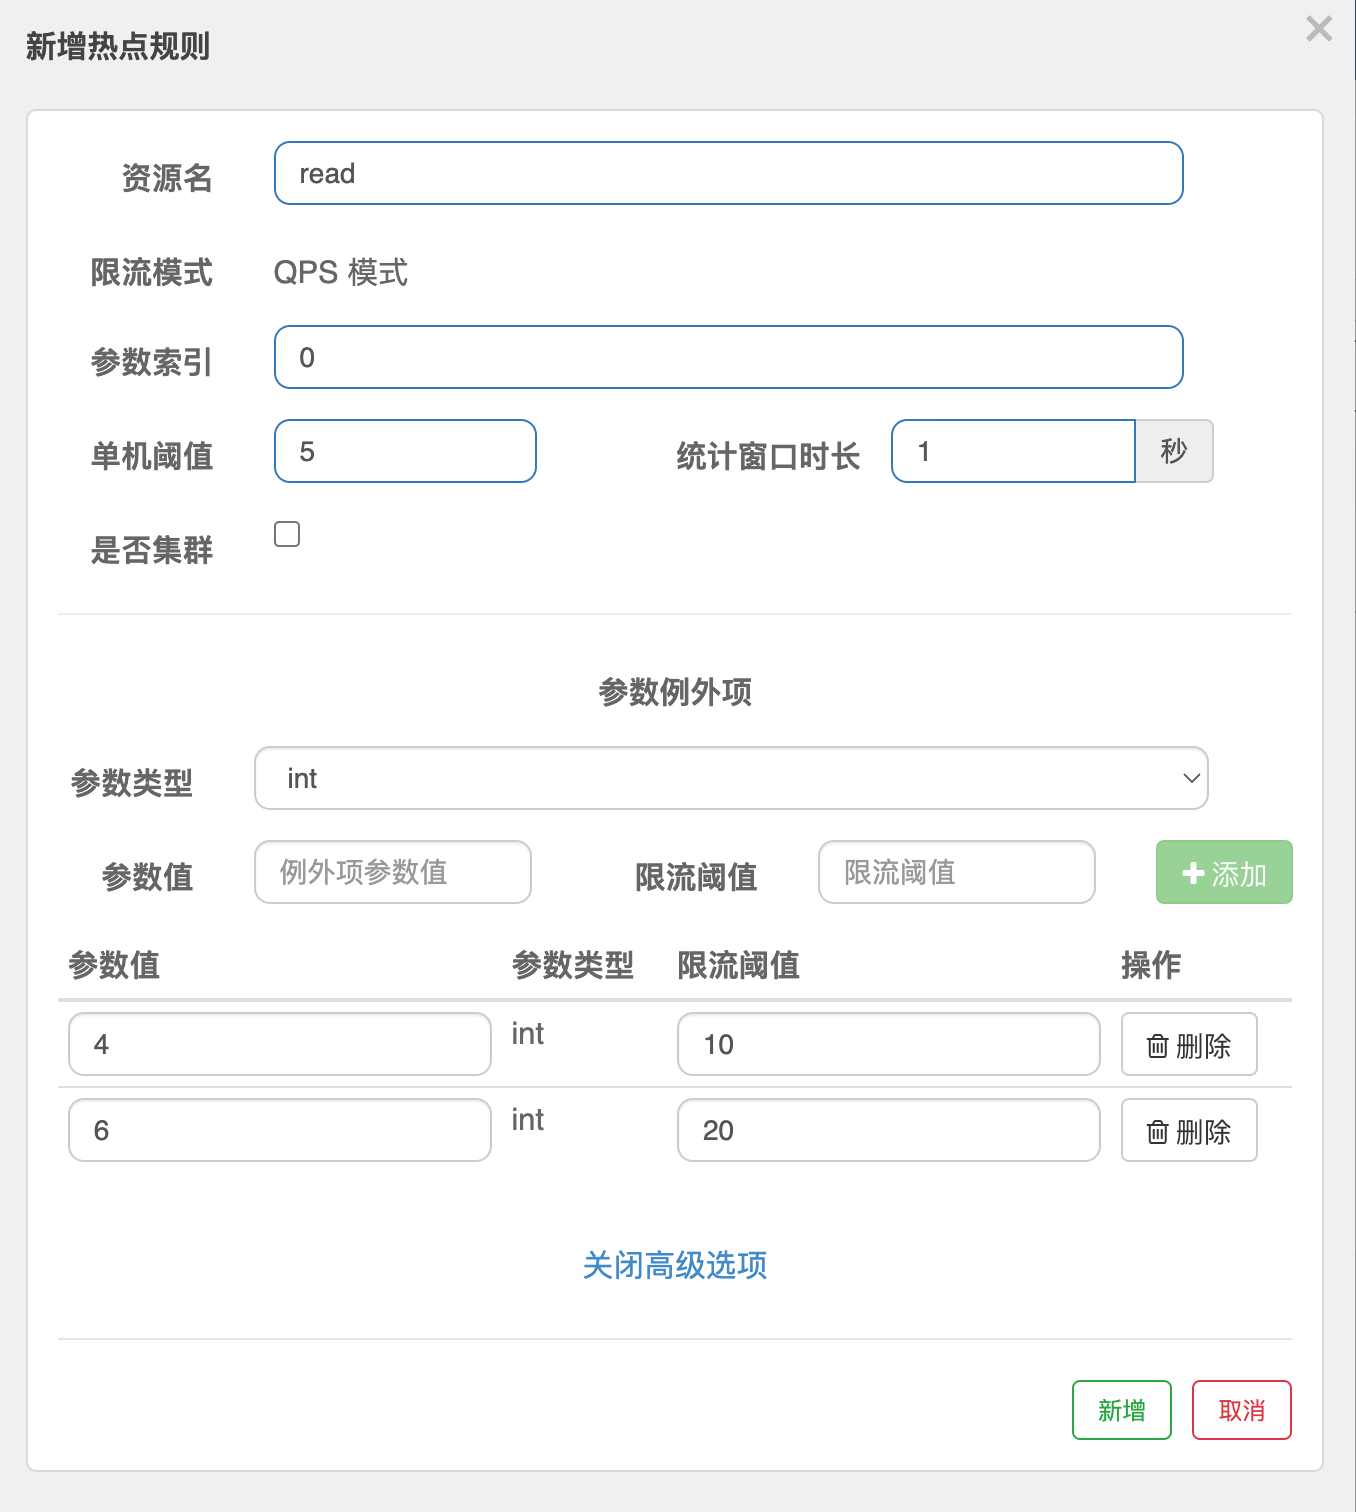 新增热点规则
资源名 read
限流模式 QPS 模式
参数索引 0
单机阈值 5 统计窗口时长 1 秒
是否集群
参数例外项
参数类型 int
参数值 例外项参数值 限流阈值 限流阈值 添加
参数值 参数类型 限流阈值 操作
4 int 10 删除
6 int 20 删除
关闭高级选项
新增 取消